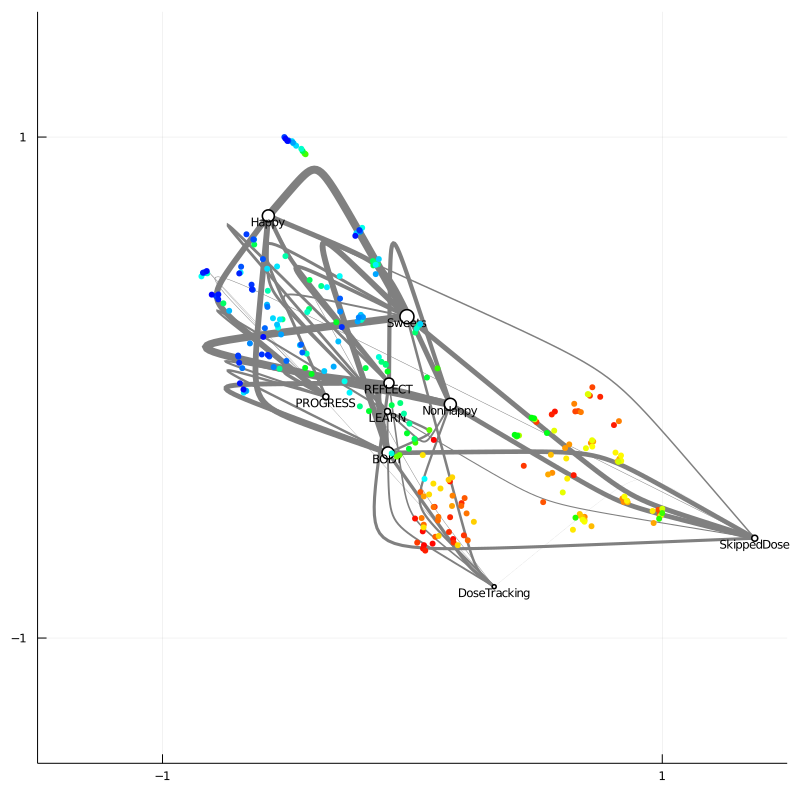 1
Happy
Sweets
REFLECT
PROGRESS
NonHappy
LEARN
BODY
SkippedDose
DoseTracking
−1
−1
1